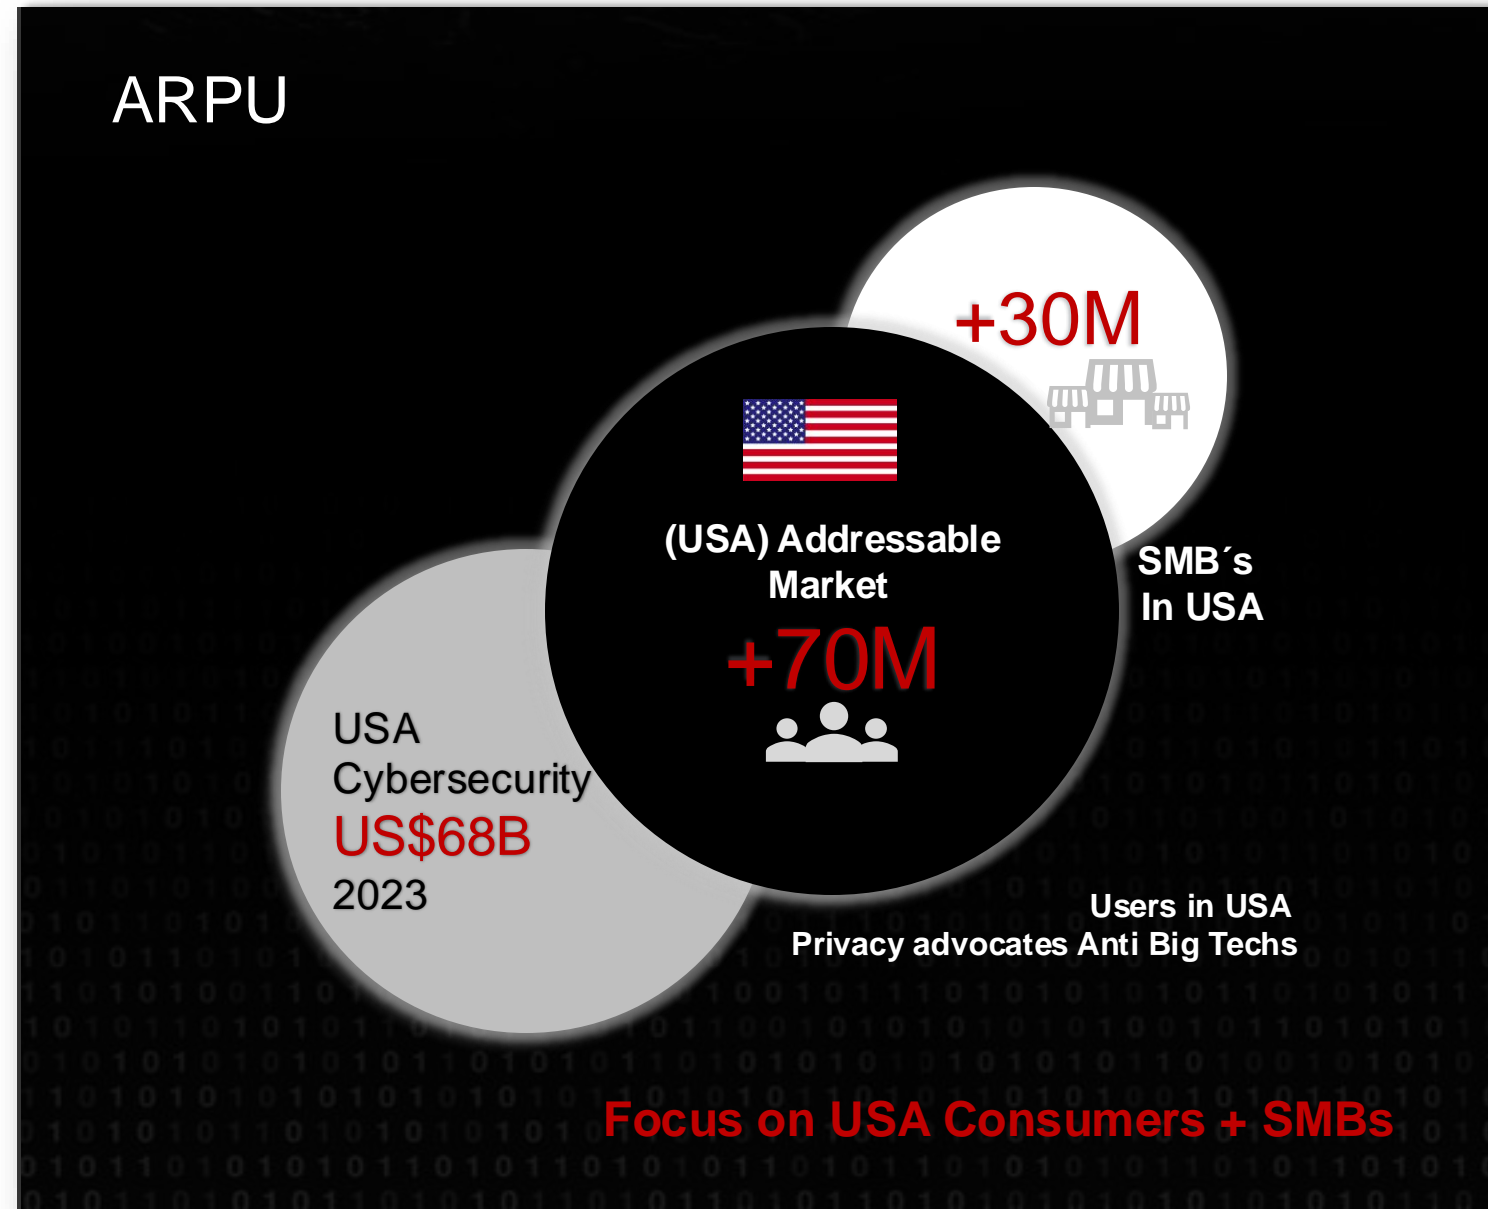 ARPU
+30M
(USA) Addressable
Market
+70M
SMB´s
In USA
USA
Cybersecurity
US$68B
2023
Users in USA
Privacy advocates Anti Big Techs
Focus on USA Consumers + SMBs